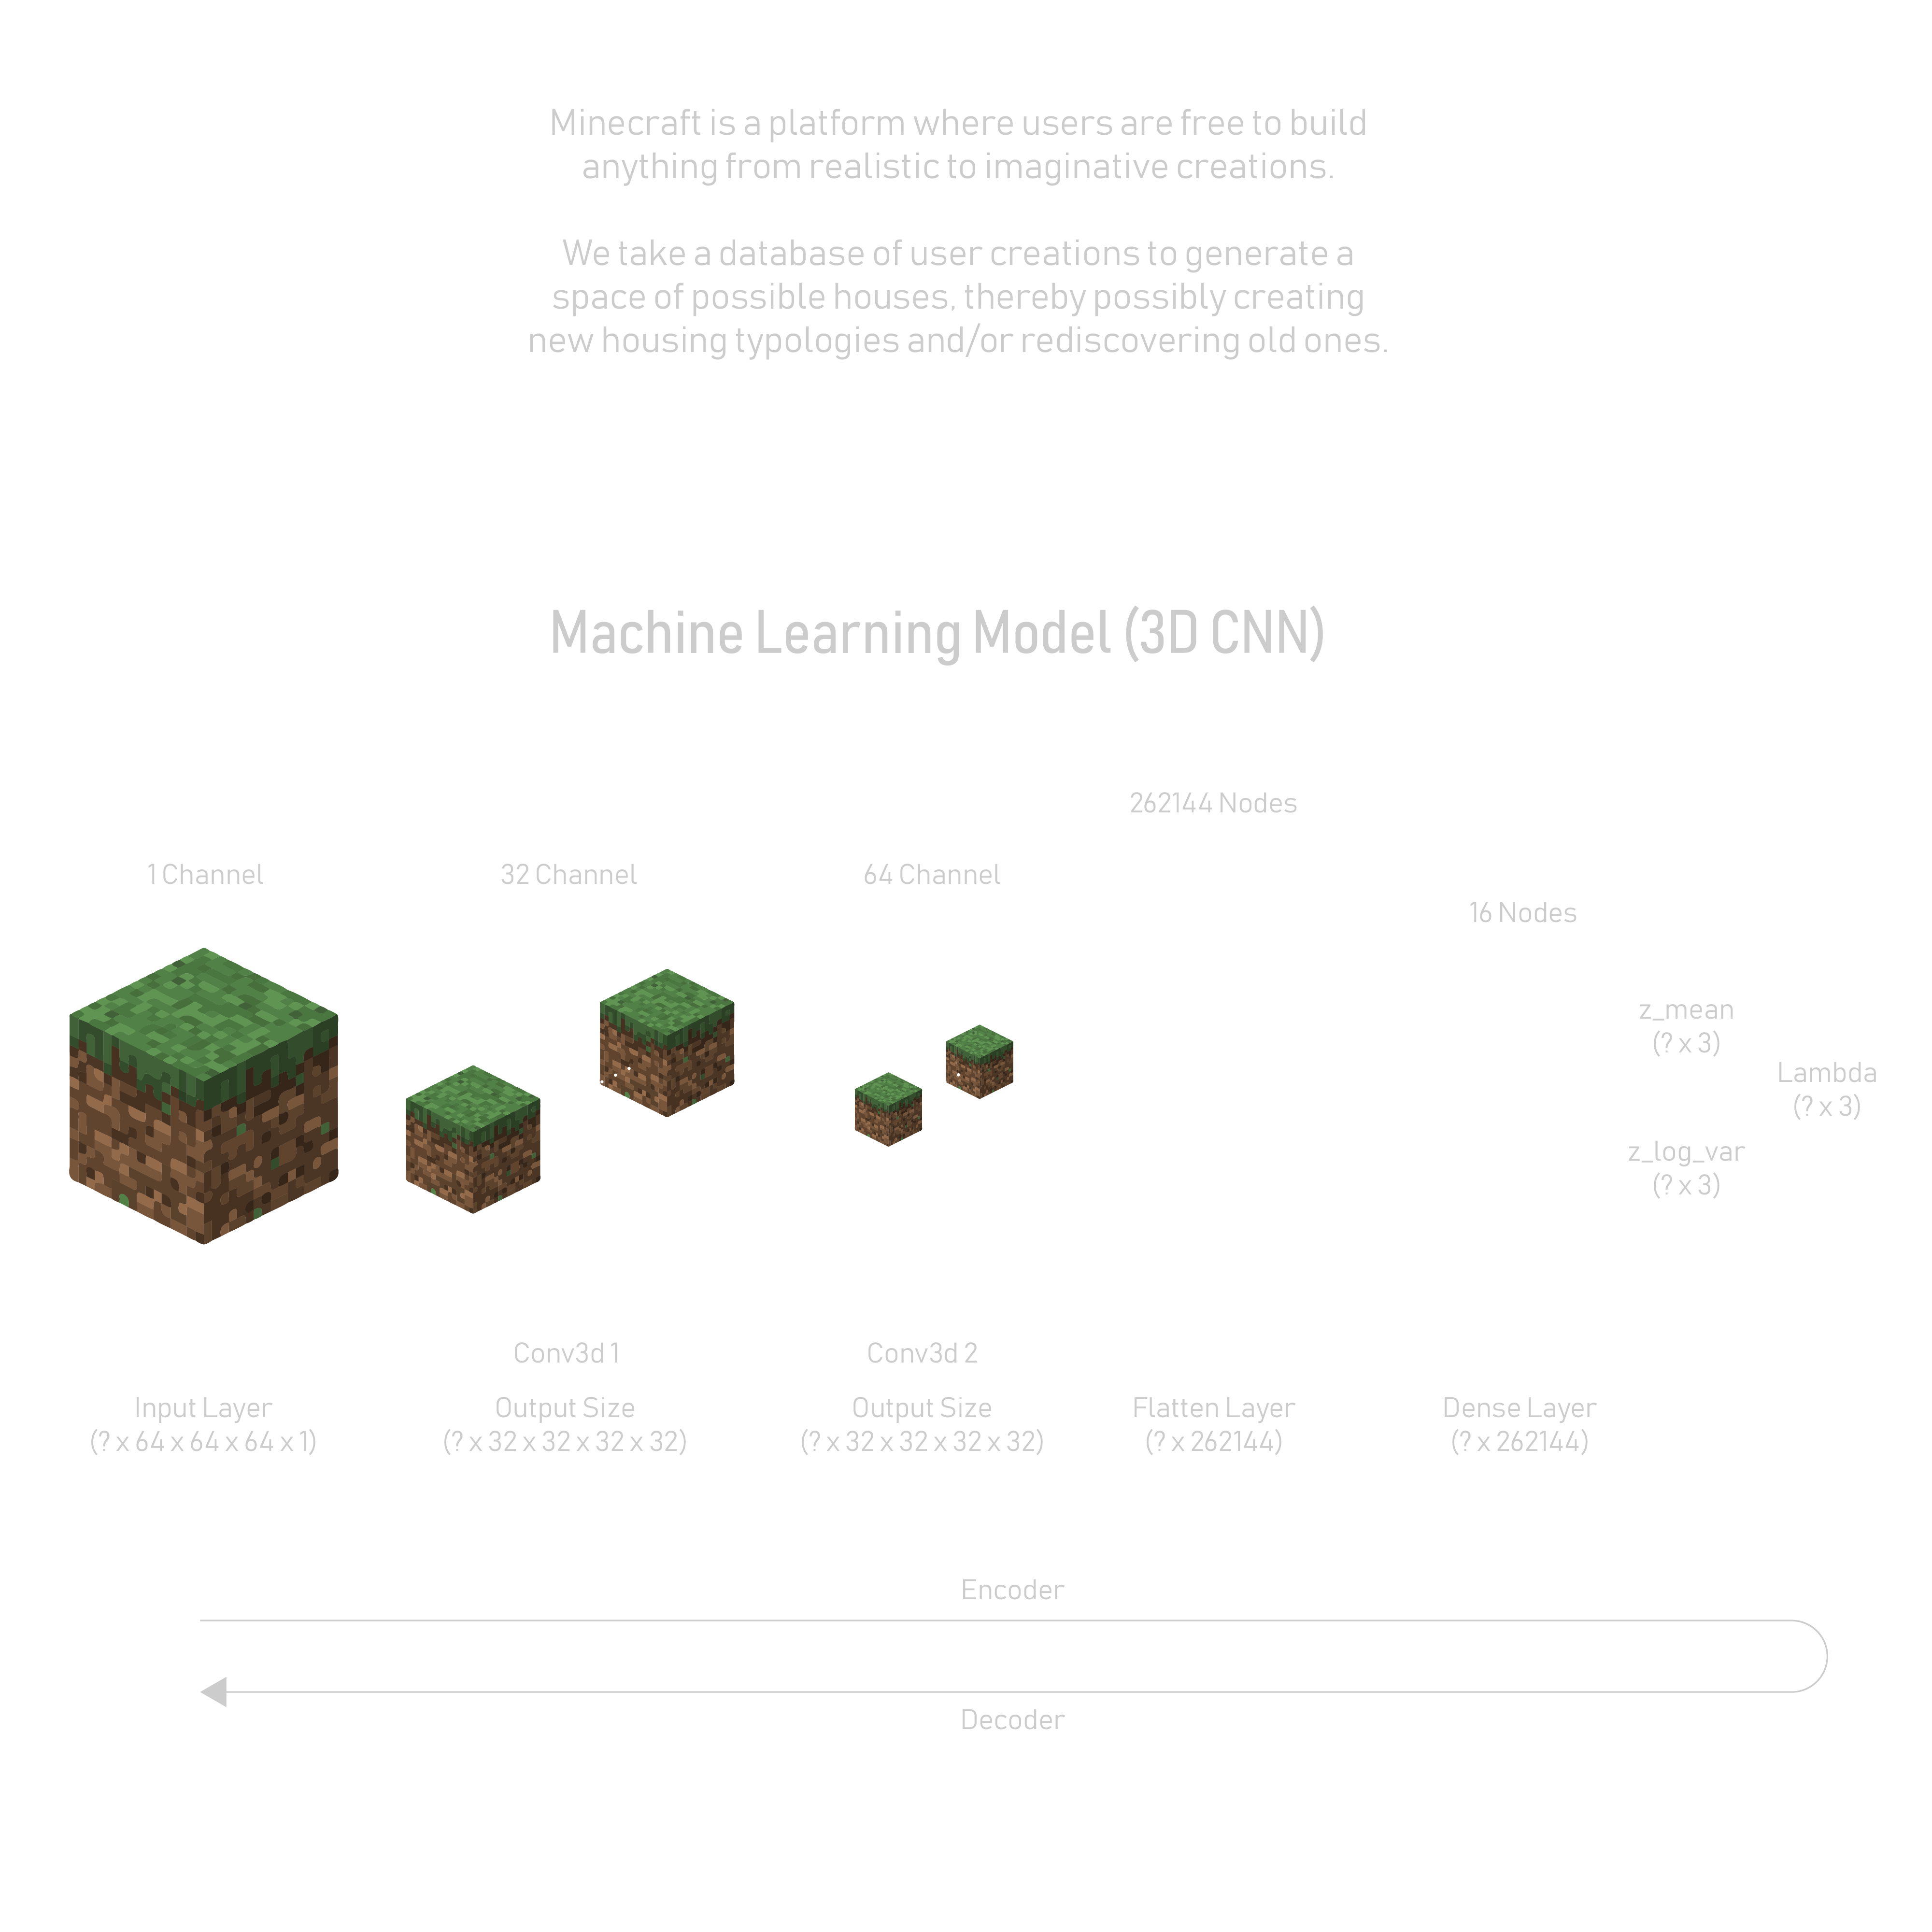 Minecraft is a platform where users are free to build
anything from realistic to imaginative creations.
We take a database of user creations to generate a
space of possible houses, thereby possibly creating
new housing typologies and/or rediscovering old ones.
Machine Learning Model (3D CNN)
262144 Nodes
1 Channel
32 Channel
64 Channel
16 Nodes
z_mean
(? x 3)
Lambda
(? x 3)
z_log_var
(? x 3)
Conv3d 1
Conv3d 2
Input Layer
(? x 64 x 64 x 64 x 1)
Output Size
(? x 32 x 32 x 32 x 32)
Output Size
(? x 32 x 32 x 32 x 32)
Flatten Layer
(? x 262144)
Dense Layer
(? x 262144)
Encoder
Decoder